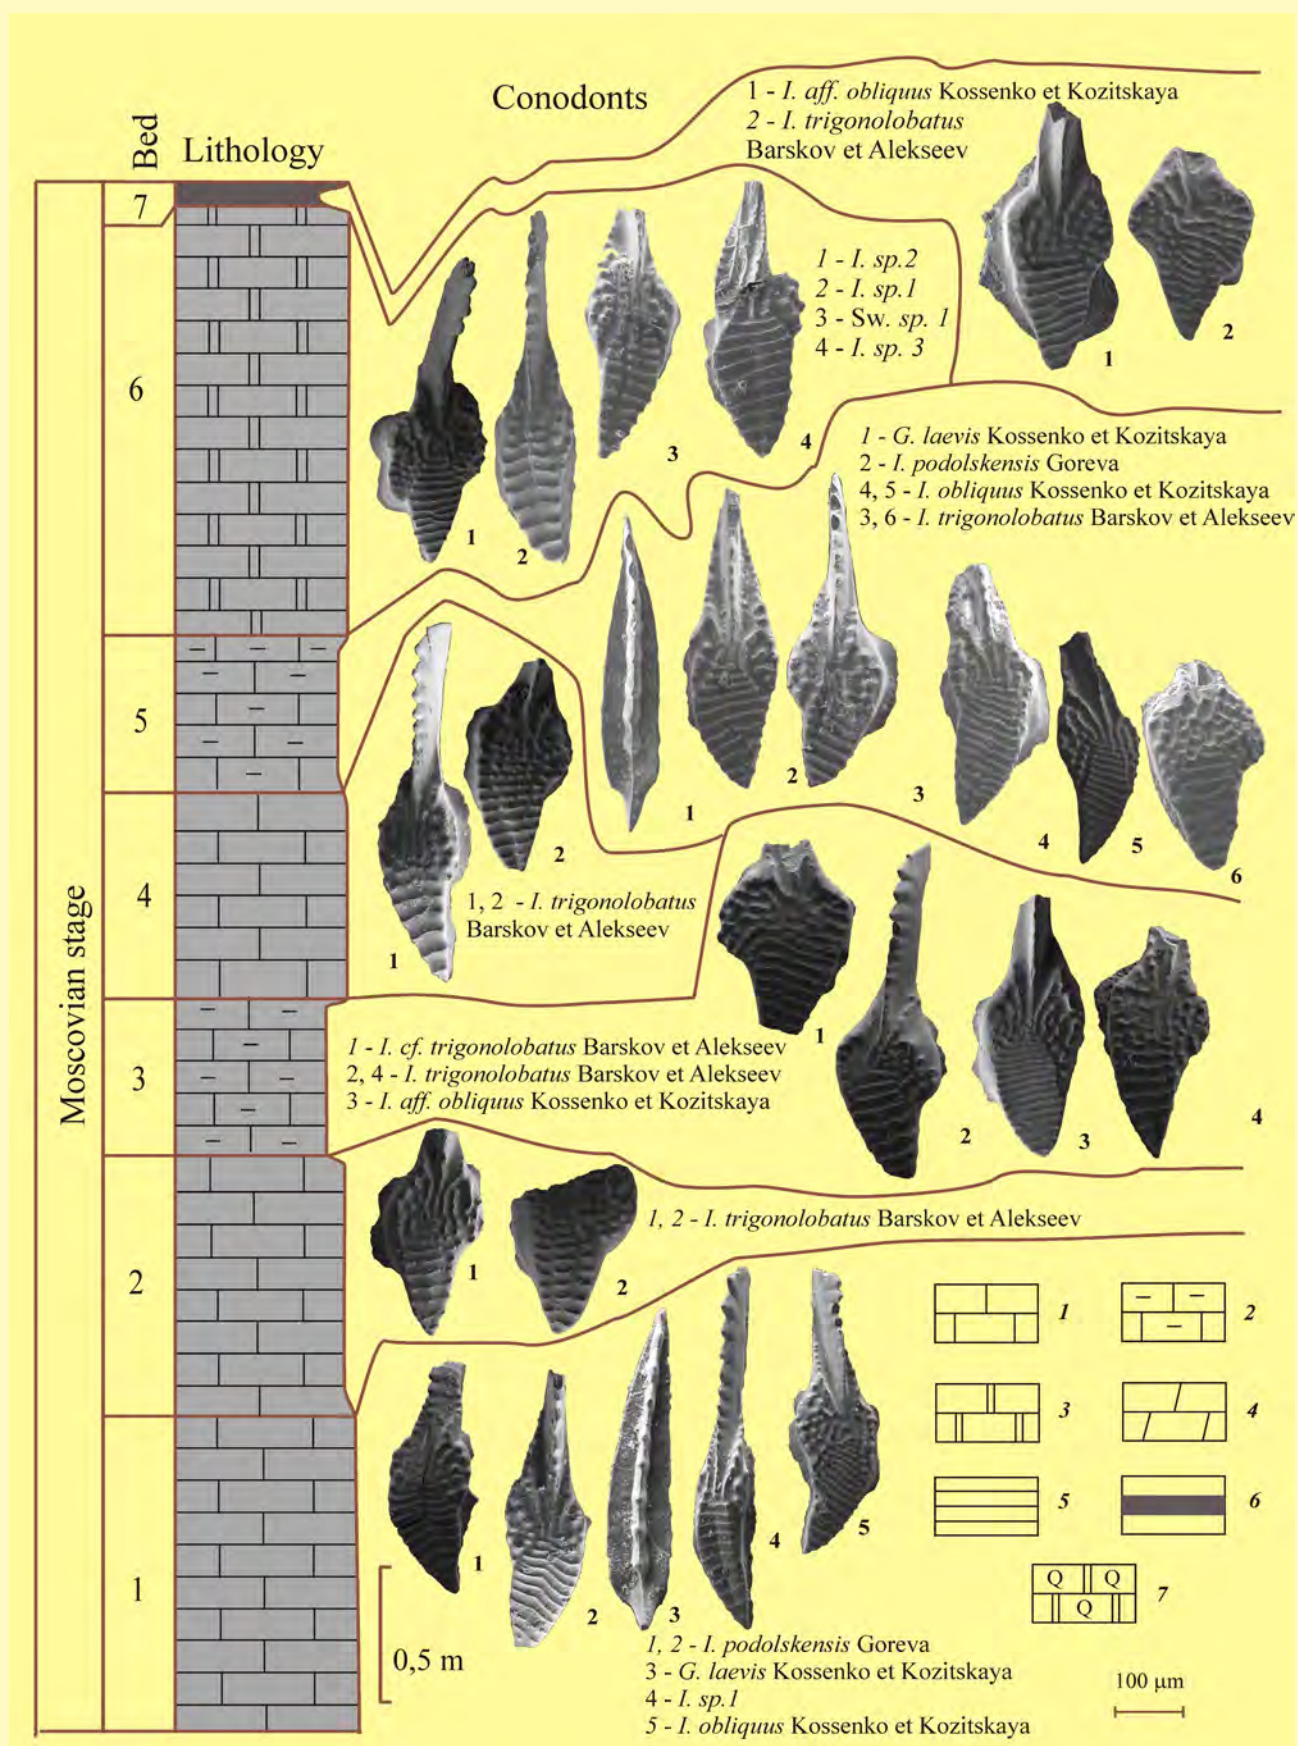 Conodonts
Bed
Lithology
1 - I. aff. obliquus Kossenko et Kozitskaya
2 - I. trigonolobatus
Barskov et Alekseev
1
2
7
1 - I. sp.2
2 - I. sp.1
3 - Sw. sp. 1
4 - I. sp. 3
1
2
3
4
6
1 - G. laevis Kossenko et Kozitskaya
2 - I. podolskensis Goreva
4, 5 - I. obliquus Kossenko et Kozitskaya
3, 6 - I. trigonolobatus Barskov et Alekseev
1
2
3
4
5
6
5
1
2
1, 2 - I. trigonolobatus
Barskov et Alekseev
4
Moscovian stage
3
1 - I. cf. trigonolobatus Barskov et Alekseev
2, 4 - I. trigonolobatus Barskov et Alekseev
3 - I. aff. obliquus Kossenko et Kozitskaya
1
2
3
4
2
1
2
1, 2 - I. trigonolobatus Barskov et Alekseev
1
1
2
3
4
5
1, 2 - I. podolskensis Goreva
3 - G. laevis Kossenko et Kozitskaya
4 - I. sp.1
5 - I. obliquus Kossenko et Kozitskaya
0,5 m
1
2
3
4
5
6
Q Q
Q
7
100 µm